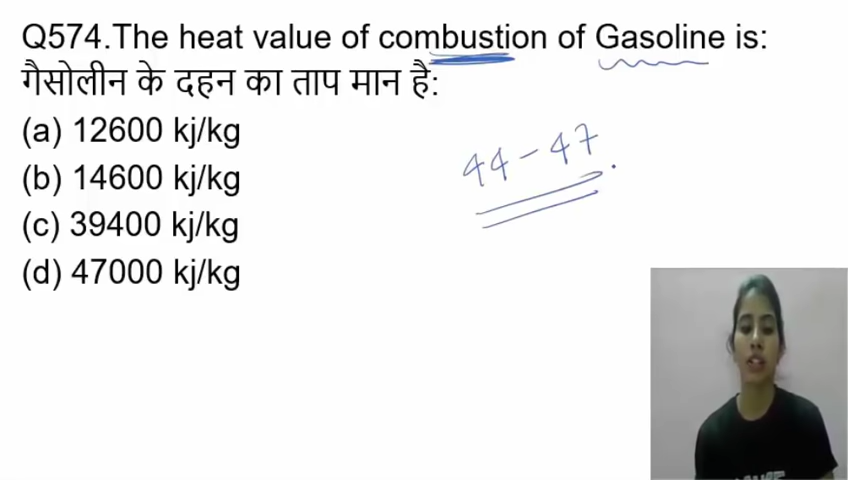 Q574.The heat value of combustion of Gasoline is:
गैसोलीन के दहन का ताप मान है:
(a) 12600 kj/kg
44-47.
(b) 14600 kj/kg
(c) 39400 kj/kg
(d) 47000 kj/kg